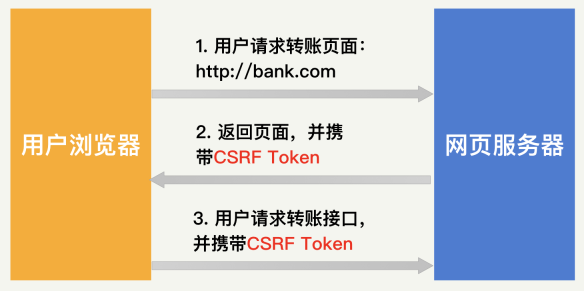 1. 用户请求转账页面：
http://bank.com
用户浏览器
网页服务器
2. 返回页面，并携
带CSRF Token
3. 用户请求转账接口，
并携带CSRF Token